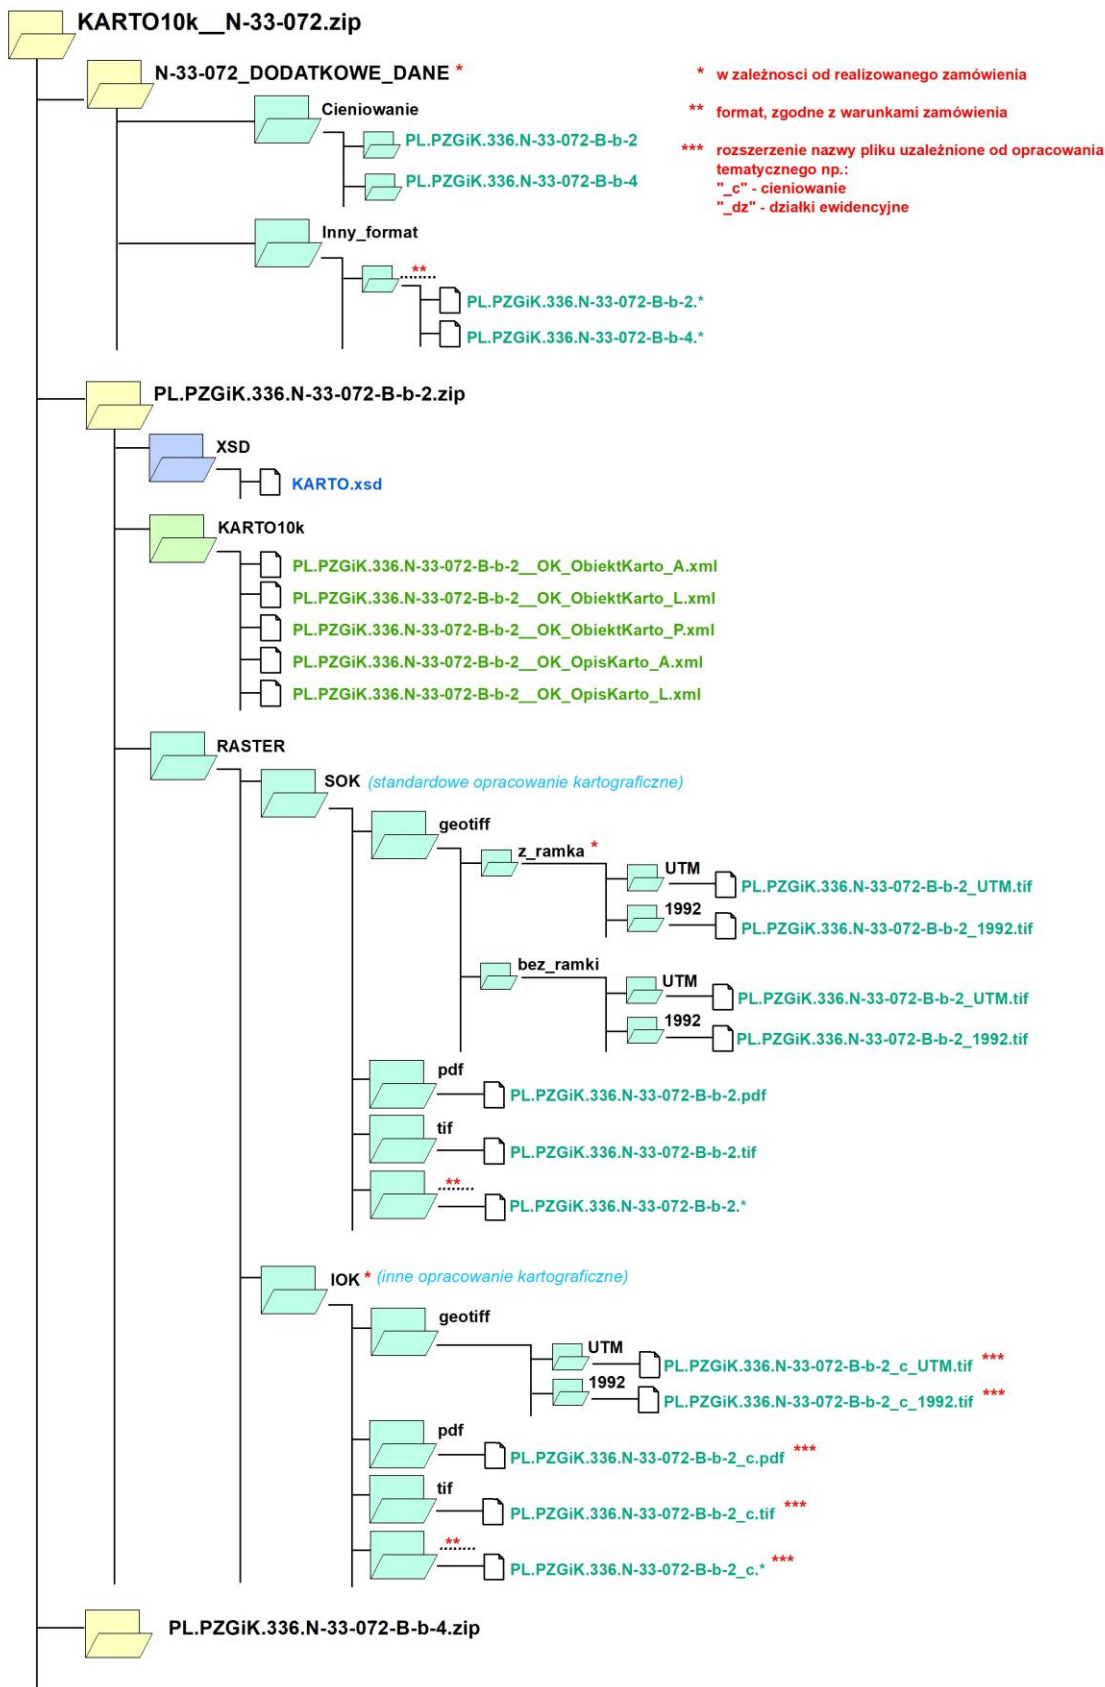 KARTO10k__N-33-072.zip
N-33-072_DODATKOWE_DANE *
* w zależnosci od realizowanego zamówienia
** format, zgodne z warunkami zamówienia
*** rozszerzenie nazwy pliku uzależnione od opracowania
tematycznego np.:
"_c" - cieniowanie
"_dz" - działki ewidencyjne
Cieniowanie
PL.PZGiK.336.N-33-072-B-b-2
PL.PZGiK.336.N-33-072-B-b-4
Inny_format
**
PL.PZGiK.336.N-33-072-B-b-2.*
PL.PZGiK.336.N-33-072-B-b-4.*
PL.PZGiK.336.N-33-072-B-b-2.zip
XSD
KARTO.xsd
KARTO10k
PL.PZGiK.336.N-33-072-B-b-2__OK_ObiektKarto_A.xml
PL.PZGiK.336.N-33-072-B-b-2__OK_ObiektKarto_L.xml
PL.PZGiK.336.N-33-072-B-b-2__OK_ObiektKarto_P.xml
PL.PZGiK.336.N-33-072-B-b-2__OK_OpisKarto_A.xml
PL.PZGiK.336.N-33-072-B-b-2__OK_OpisKarto_L.xml
RASTER
SOK (standardowe opracowanie kartograficzne)
geotiff
z_ramka *
UTM
PL.PZGiK.336.N-33-072-B-b-2_UTM.tif
1992
PL.PZGiK.336.N-33-072-B-b-2_1992.tif
bez_ramki
UTM
PL.PZGiK.336.N-33-072-B-b-2_UTM.tif
1992
PL.PZGiK.336.N-33-072-B-b-2_1992.tif
pdf
PL.PZGiK.336.N-33-072-B-b-2.pdf
tif
PL.PZGiK.336.N-33-072-B-b-2.tif
**
PL.PZGiK.336.N-33-072-B-b-2.*
IOK * (inne opracowanie kartograficzne)
geotiff
UTM
PL.PZGiK.336.N-33-072-B-b-2_c_UTM.tif ***
1992
PL.PZGiK.336.N-33-072-B-b-2_c_1992.tif ***
pdf
PL.PZGiK.336.N-33-072-B-b-2_c.pdf ***
tif
PL.PZGiK.336.N-33-072-B-b-2_c.tif ***
**
PL.PZGiK.336.N-33-072-B-b-2_c.* ***
PL.PZGiK.336.N-33-072-B-b-4.zip